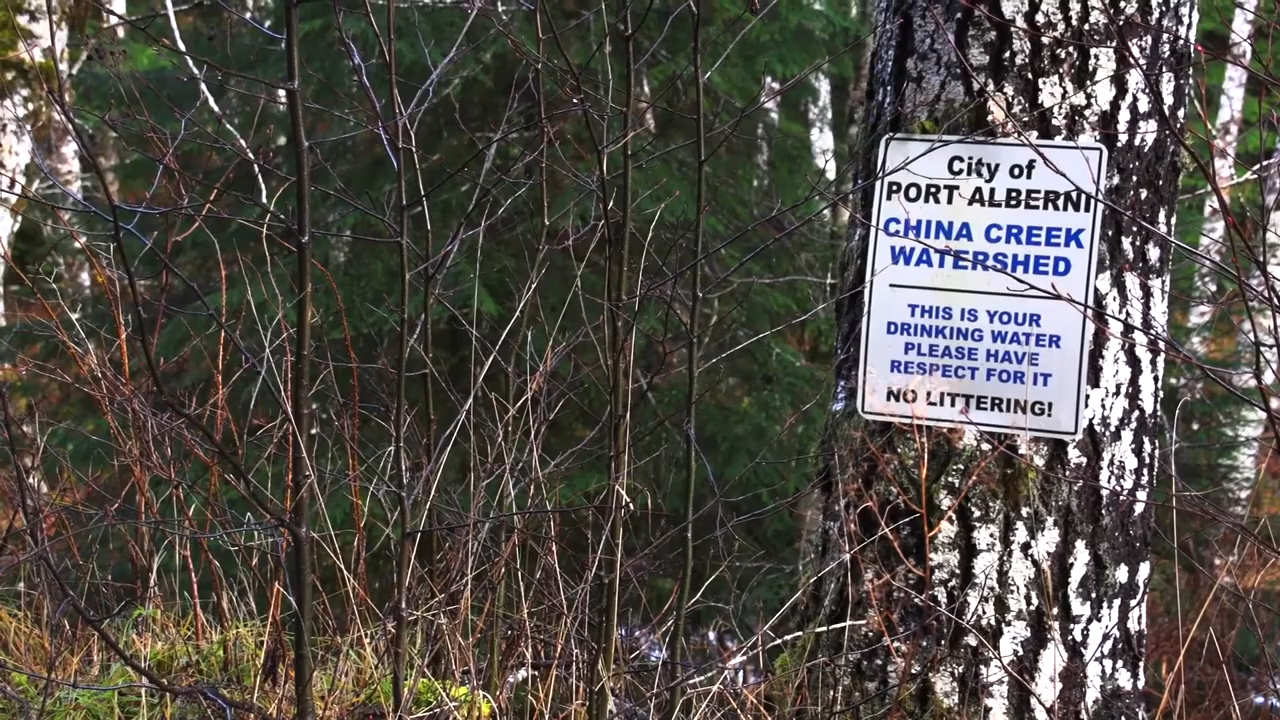 City of
PORT ALBERNI
CHINA CREEK
WATERSHED
THIS IS YOUR
DRINKING WATER
PLEASE HAVE
RESPECT FOR IT
NO LITTERING!